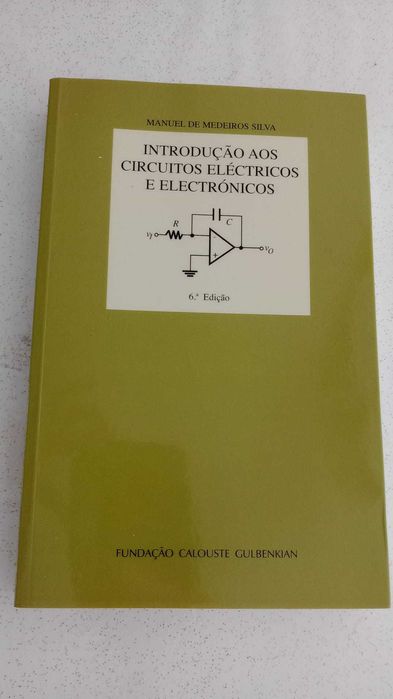 MANUEL DE MEDEIROS SILVA
INTRODUÇÃO AOS
CIRCUITOS ELÉCTRICOS
E ELECTRÓNICOS
R
C
vI
vO
+
6.ª Edição
FUNDAÇÃO CALOUSTE GULBENKIAN